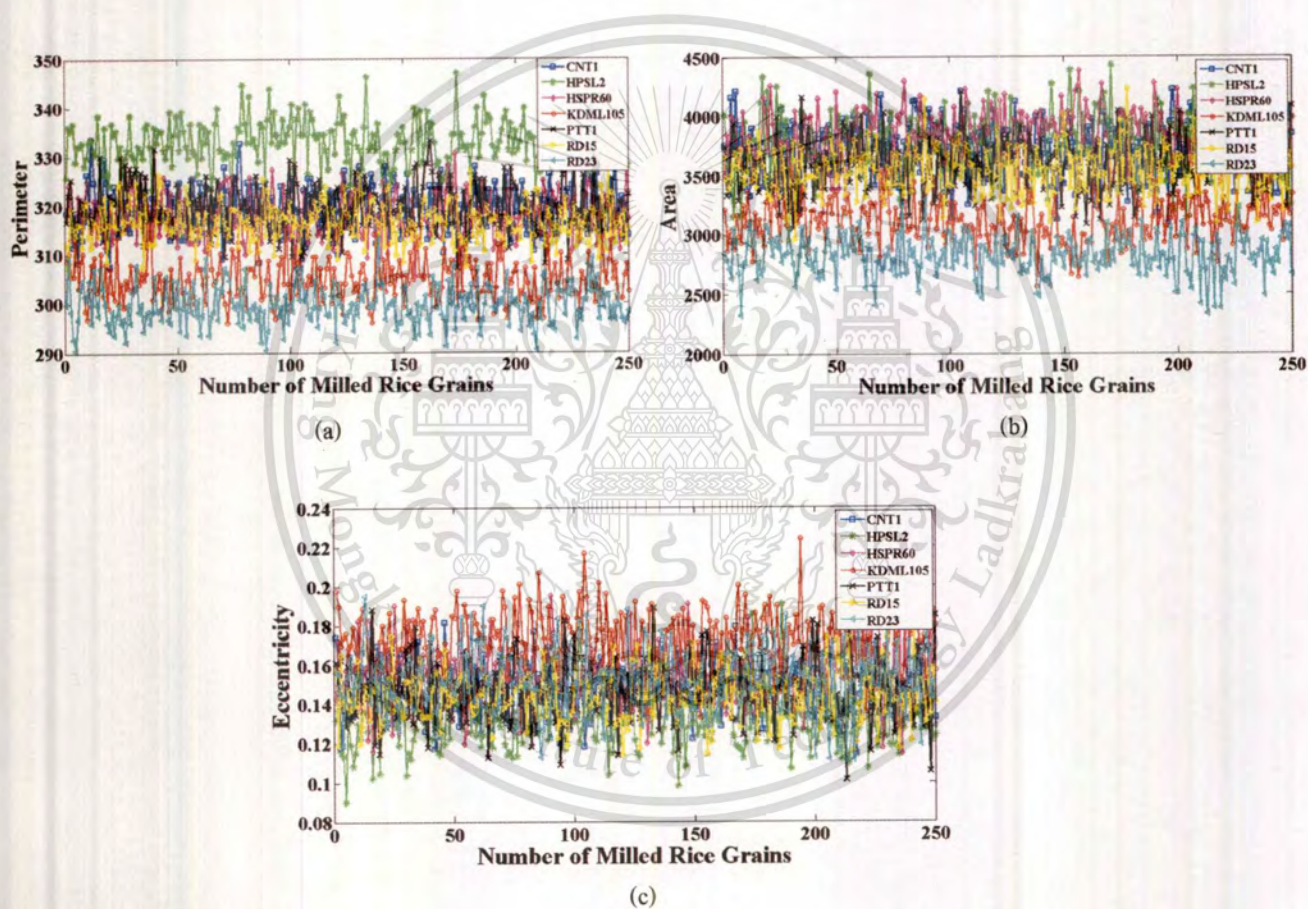 350
340
330
320
310
300
290
Perimeter
0 50 100 150 200 250
Number of Milled Rice Grains
CNT1
HPSL2
HSPR60
KDML105
PTT1
RD15
RD23
(a)
4500
4000
3500
3000
2500
2000
Area
0 50 100 150 200 250
Number of Milled Rice Grains
CNT1
HPSL2
HSPR60
KDML105
PTT1
RD15
RD23
(b)
0.24
0.22
0.2
0.18
0.16
0.14
0.12
0.1
0.08
Eccentricity
0 50 100 150 200 250
Number of Milled Rice Grains
CNT1
HPSL2
HSPR60
KDML105
PTT1
RD15
RD23
(c)